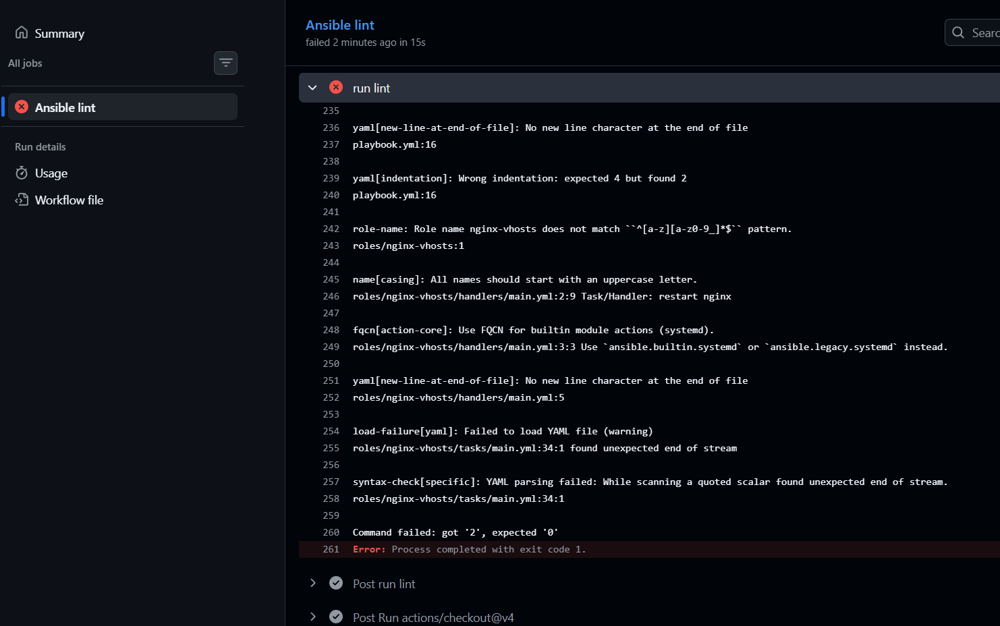 Summary
All jobs
Ansible lint
Run details
Usage
Workflow file
Ansible lint
failed 2 minutes ago in 15s
run lint
235
236 yaml[new-line-at-end-of-file]: No new line character at the end of file
237 playbook.yml:16
238
239 yaml[indentation]: Wrong indentation: expected 4 but found 2
240 playbook.yml:16
241
242 role-name: Role name nginx-vhosts does not match ``^[a-z][a-z0-9_]*$`` pattern.
243 roles/nginx-vhosts:1
244
245 name[casing]: All names should start with an uppercase letter.
246 roles/nginx-vhosts/handlers/main.yml:2:9 Task/Handler: restart nginx
247
248 fqcn[action-core]: Use FQCN for builtin module actions (systemd).
249 roles/nginx-vhosts/handlers/main.yml:3:3 Use `ansible.builtin.systemd` or `ansible.legacy.systemd` instead.
250
251 yaml[new-line-at-end-of-file]: No new line character at the end of file
252 roles/nginx-vhosts/handlers/main.yml:5
253
254 load-failure[yaml]: Failed to load YAML file (warning)
255 roles/nginx-vhosts/tasks/main.yml:34:1 found unexpected end of stream
256
257 syntax-check[specific]: YAML parsing failed: While scanning a quoted scalar found unexpected end of stream.
258 roles/nginx-vhosts/tasks/main.yml:34:1
259
260 Command failed: got '2', expected '0'
261 Error: Process completed with exit code 1.
Post run lint
Post Run actions/checkout@v4